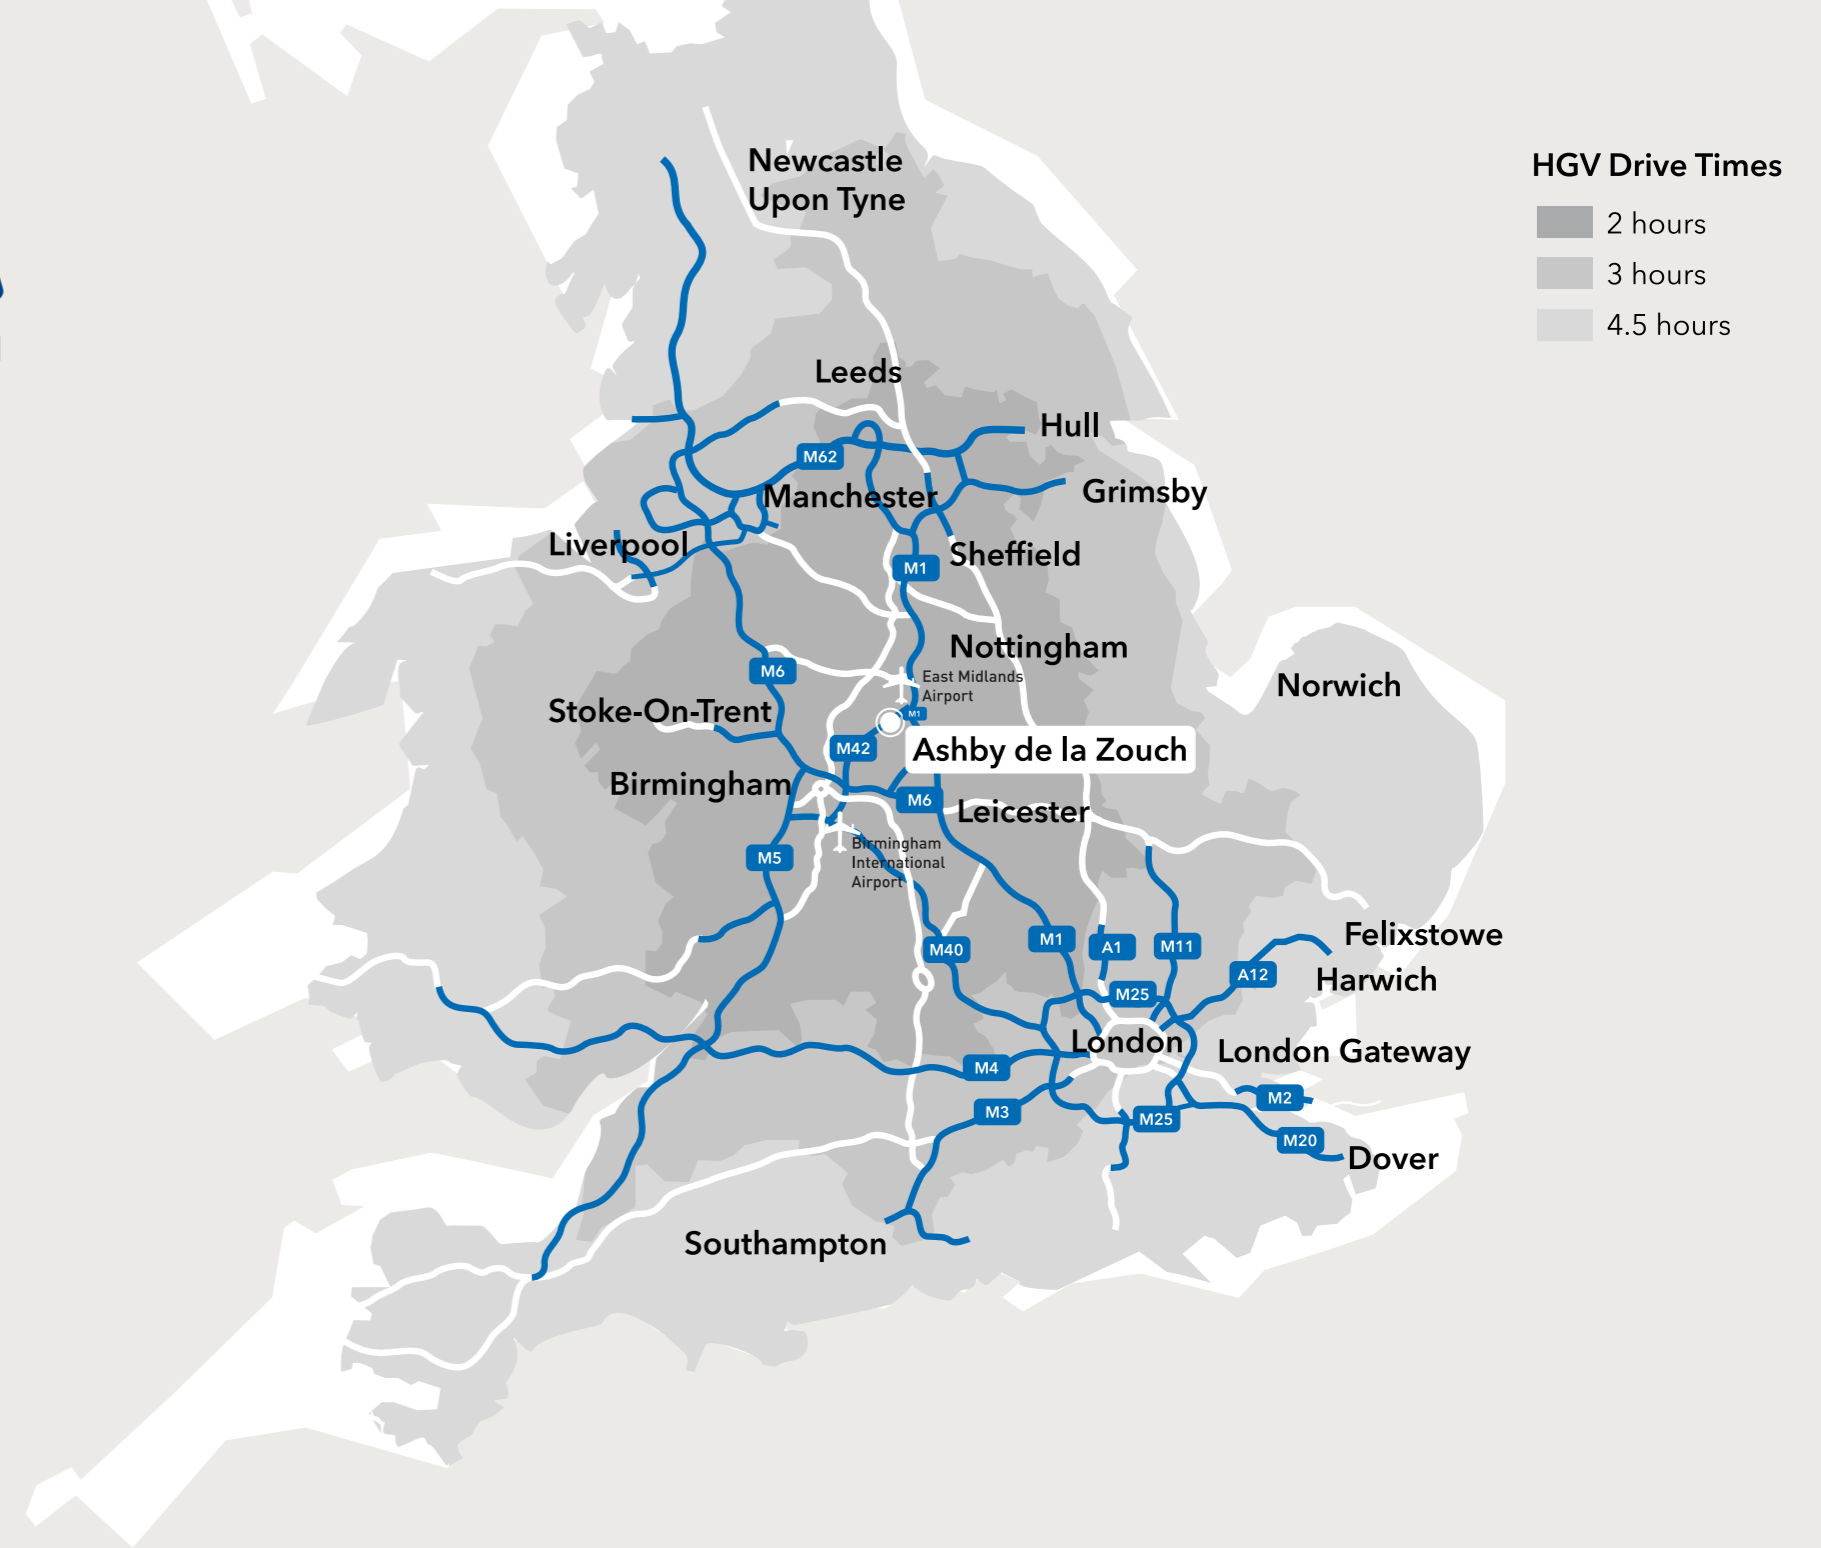 HGV Drive Times
2 hours
3 hours
4.5 hours
Newcastle
Upon Tyne
Leeds
Hull
M62
Manchester
Grimsby
Liverpool
Sheffield
M1
Nottingham
M6
East Midlands
Airport
Norwich
Stoke-On-Trent
M1
M42
Ashby de la Zouch
Birmingham
M6
Leicester
Birmingham
International
Airport
M5
Felixstowe
M40
M1
A1
M11
A12
Harwich
M25
London
London Gateway
M4
M2
M3
M25
M20
Dover
Southampton